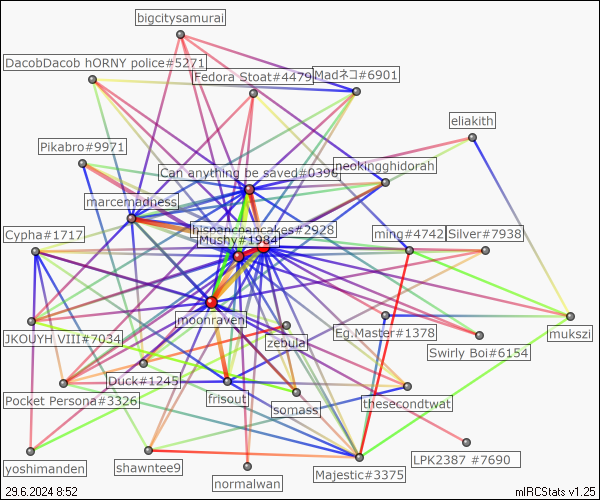 bigcitysamurai
DacobDacob hORNY police#5271
Fedora Stoat#4479
Madネコ#6901
eliakith
Pikabro#9971
Can anything be saved#0398
neokingghidorah
marcemadness
hispancpancakes#2928
Cypha#1717
Mushy#1984
ming#4742
Silver#7938
moonraven
JKOUYH VIII#7034
zebula
Eg.Master#1378
mukszi
Swirly Boi#6154
Duck#1245
Pocket Persona#3326
frisout
somass
thesecondtwat
yoshimanden
shawntee9
normalwan
Majestic#3375
LPK2387 #7690
29.6.2024 8:52
mIRCStats v1.25